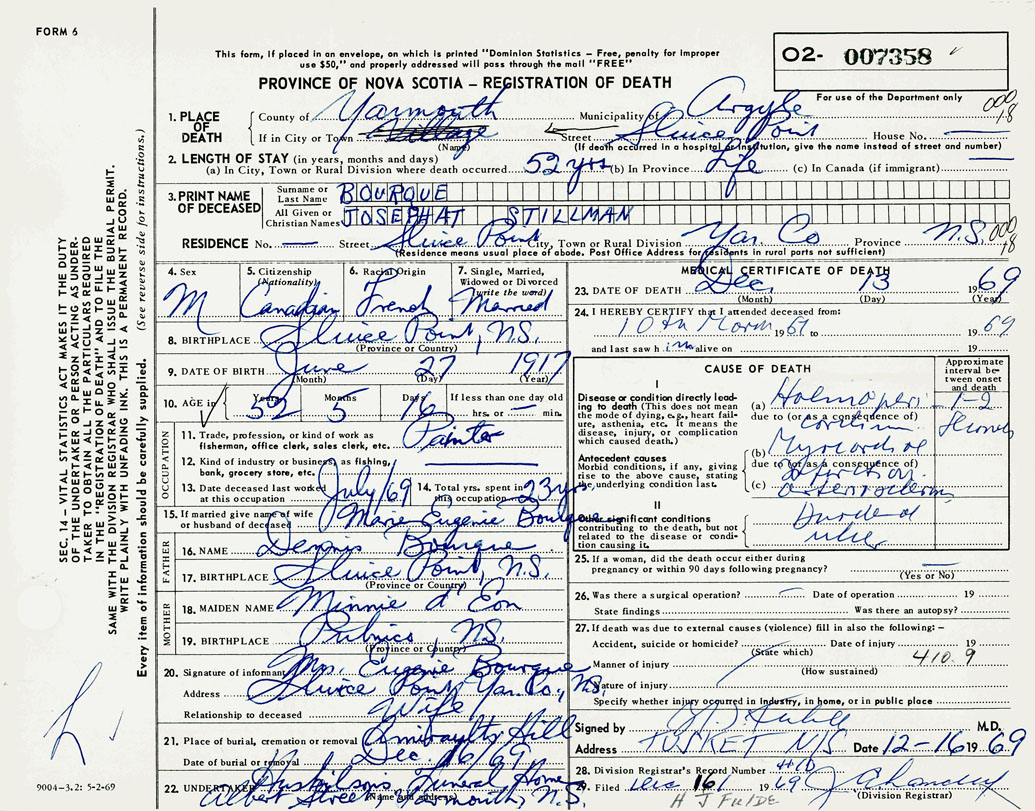 FORM 6
This form, if placed in an envelope, on which is printed "Dominion Statistics – Free, penalty for improper
use $50," and properly addressed will pass through the mail "FREE"
PROVINCE OF NOVA SCOTIA – REGISTRATION OF DEATH
02- 007358
For use of the Department only
000
18
1. PLACE OF DEATH
County of Yarmouth Municipality of Argyle
If in City or Town Village Street Sluice Point House No. —
(Name) (If death occurred in a hospital or institution, give the name instead of street and number)
2. LENGTH OF STAY (in years, months and days)
(a) In City, Town or Rural Division where death occurred 52 yrs (b) In Province Life (c) In Canada (if immigrant) —
3. PRINT NAME OF DECEASED
Surname or Last Name BOURQUE
All Given or Christian Names JOSEPHAT STILLMAN
RESIDENCE No. — Street Sluice Point City, Town or Rural Division Yar. Co Province N.S.
000
18
(Residence means usual place of abode. Post Office Address for residents in rural parts not sufficient)
4. Sex M
5. Citizenship (Nationality) Canadian
6. Racial Origin French
7. Single, Married, Widowed or Divorced (write the word) Married
8. BIRTHPLACE Sluice Point, N.S.
(Province or Country)
9. DATE OF BIRTH June 27 1917
(Month) (Day) (Year)
10. AGE in Years 52 Months 5 Days 16 If less than one day old hrs. or — min.
OCCUPATION
11. Trade, profession, or kind of work as fisherman, office clerk, sales clerk, etc. Painter
12. Kind of industry or business, as fishing, bank, grocery store, etc. —
13. Date deceased last worked at this occupation July/69 14. Total yrs. spent in this occupation 23 yrs.
15. If married give name of wife or husband of deceased Marie Eugenie Bourque
FATHER
16. NAME Dennis Bourque
17. BIRTHPLACE Sluice Point, N.S.
(Province or Country)
MOTHER
18. MAIDEN NAME Minnie d'Eon
19. BIRTHPLACE Pubnico, N.S.
(Province or Country)
20. Signature of informant Mrs. Eugenie Bourque
Address Sluice Point, Yar. Co., N.S.
Relationship to deceased Wife
21. Place of burial, cremation or removal Amiraults Hill
Date of burial or removal Dec. 16/69
22. UNDERTAKER Huskilson's Funeral Home
Albert Street Yarmouth, N.S.
(Name and address)
MEDICAL CERTIFICATE OF DEATH
23. DATE OF DEATH Dec. 13 1969
(Month) (Day) (Year)
24. I HEREBY CERTIFY that I attended deceased from:
10th 1967 to 1969
and last saw him alive on 19
CAUSE OF DEATH
Approximate interval between onset and death
I
Disease or condition directly leading to death (This does not mean the mode of dying, e.g., heart failure, asthenia, etc. It means the disease, injury, or complication which caused death.)
(a)
due to (or as a consequence of)
1-2
Antecedent causes
Morbid conditions, if any, giving rise to the above cause, stating the underlying condition last.
(b) Myocardial
due to (or as a consequence of)
(c)
II
Other significant conditions contributing to the death, but not related to the disease or condition causing it.
Duodenal
ulcer
25. If a woman, did the death occur either during pregnancy or within 90 days following pregnancy? —
(Yes or No)
26. Was there a surgical operation? — Date of operation 19
State findings Was there an autopsy?
27. If death was due to external causes (violence) fill in also the following: –
Accident, suicide or homicide? Date of injury 19
(State which)
Manner of injury 410.9
(How sustained)
Nature of injury
Specify whether injury occurred in Industry, in home, or in public place
Signed by M.D.
Address TUSKET N/S Date 12-16 1969
28. Division Registrar's Record Number
29. Filed Dec 16 1969
(Division Registrar)
SEC. 14 – VITAL STATISTICS ACT MAKES IT THE DUTY
OF THE UNDERTAKER OR PERSON ACTING AS UNDERTAKER TO OBTAIN ALL THE PARTICULARS REQUIRED
IN THE "REGISTRATION OF DEATH" AND TO FILE THE
SAME WITH THE DIVISION REGISTRAR WHO SHALL ISSUE THE BURIAL PERMIT.
WRITE PLAINLY WITH UNFADING INK. THIS IS A PERMANENT RECORD.
Every item of information should be carefully supplied. (See reverse side for instructions.)
9004–3.2: 5-2-69